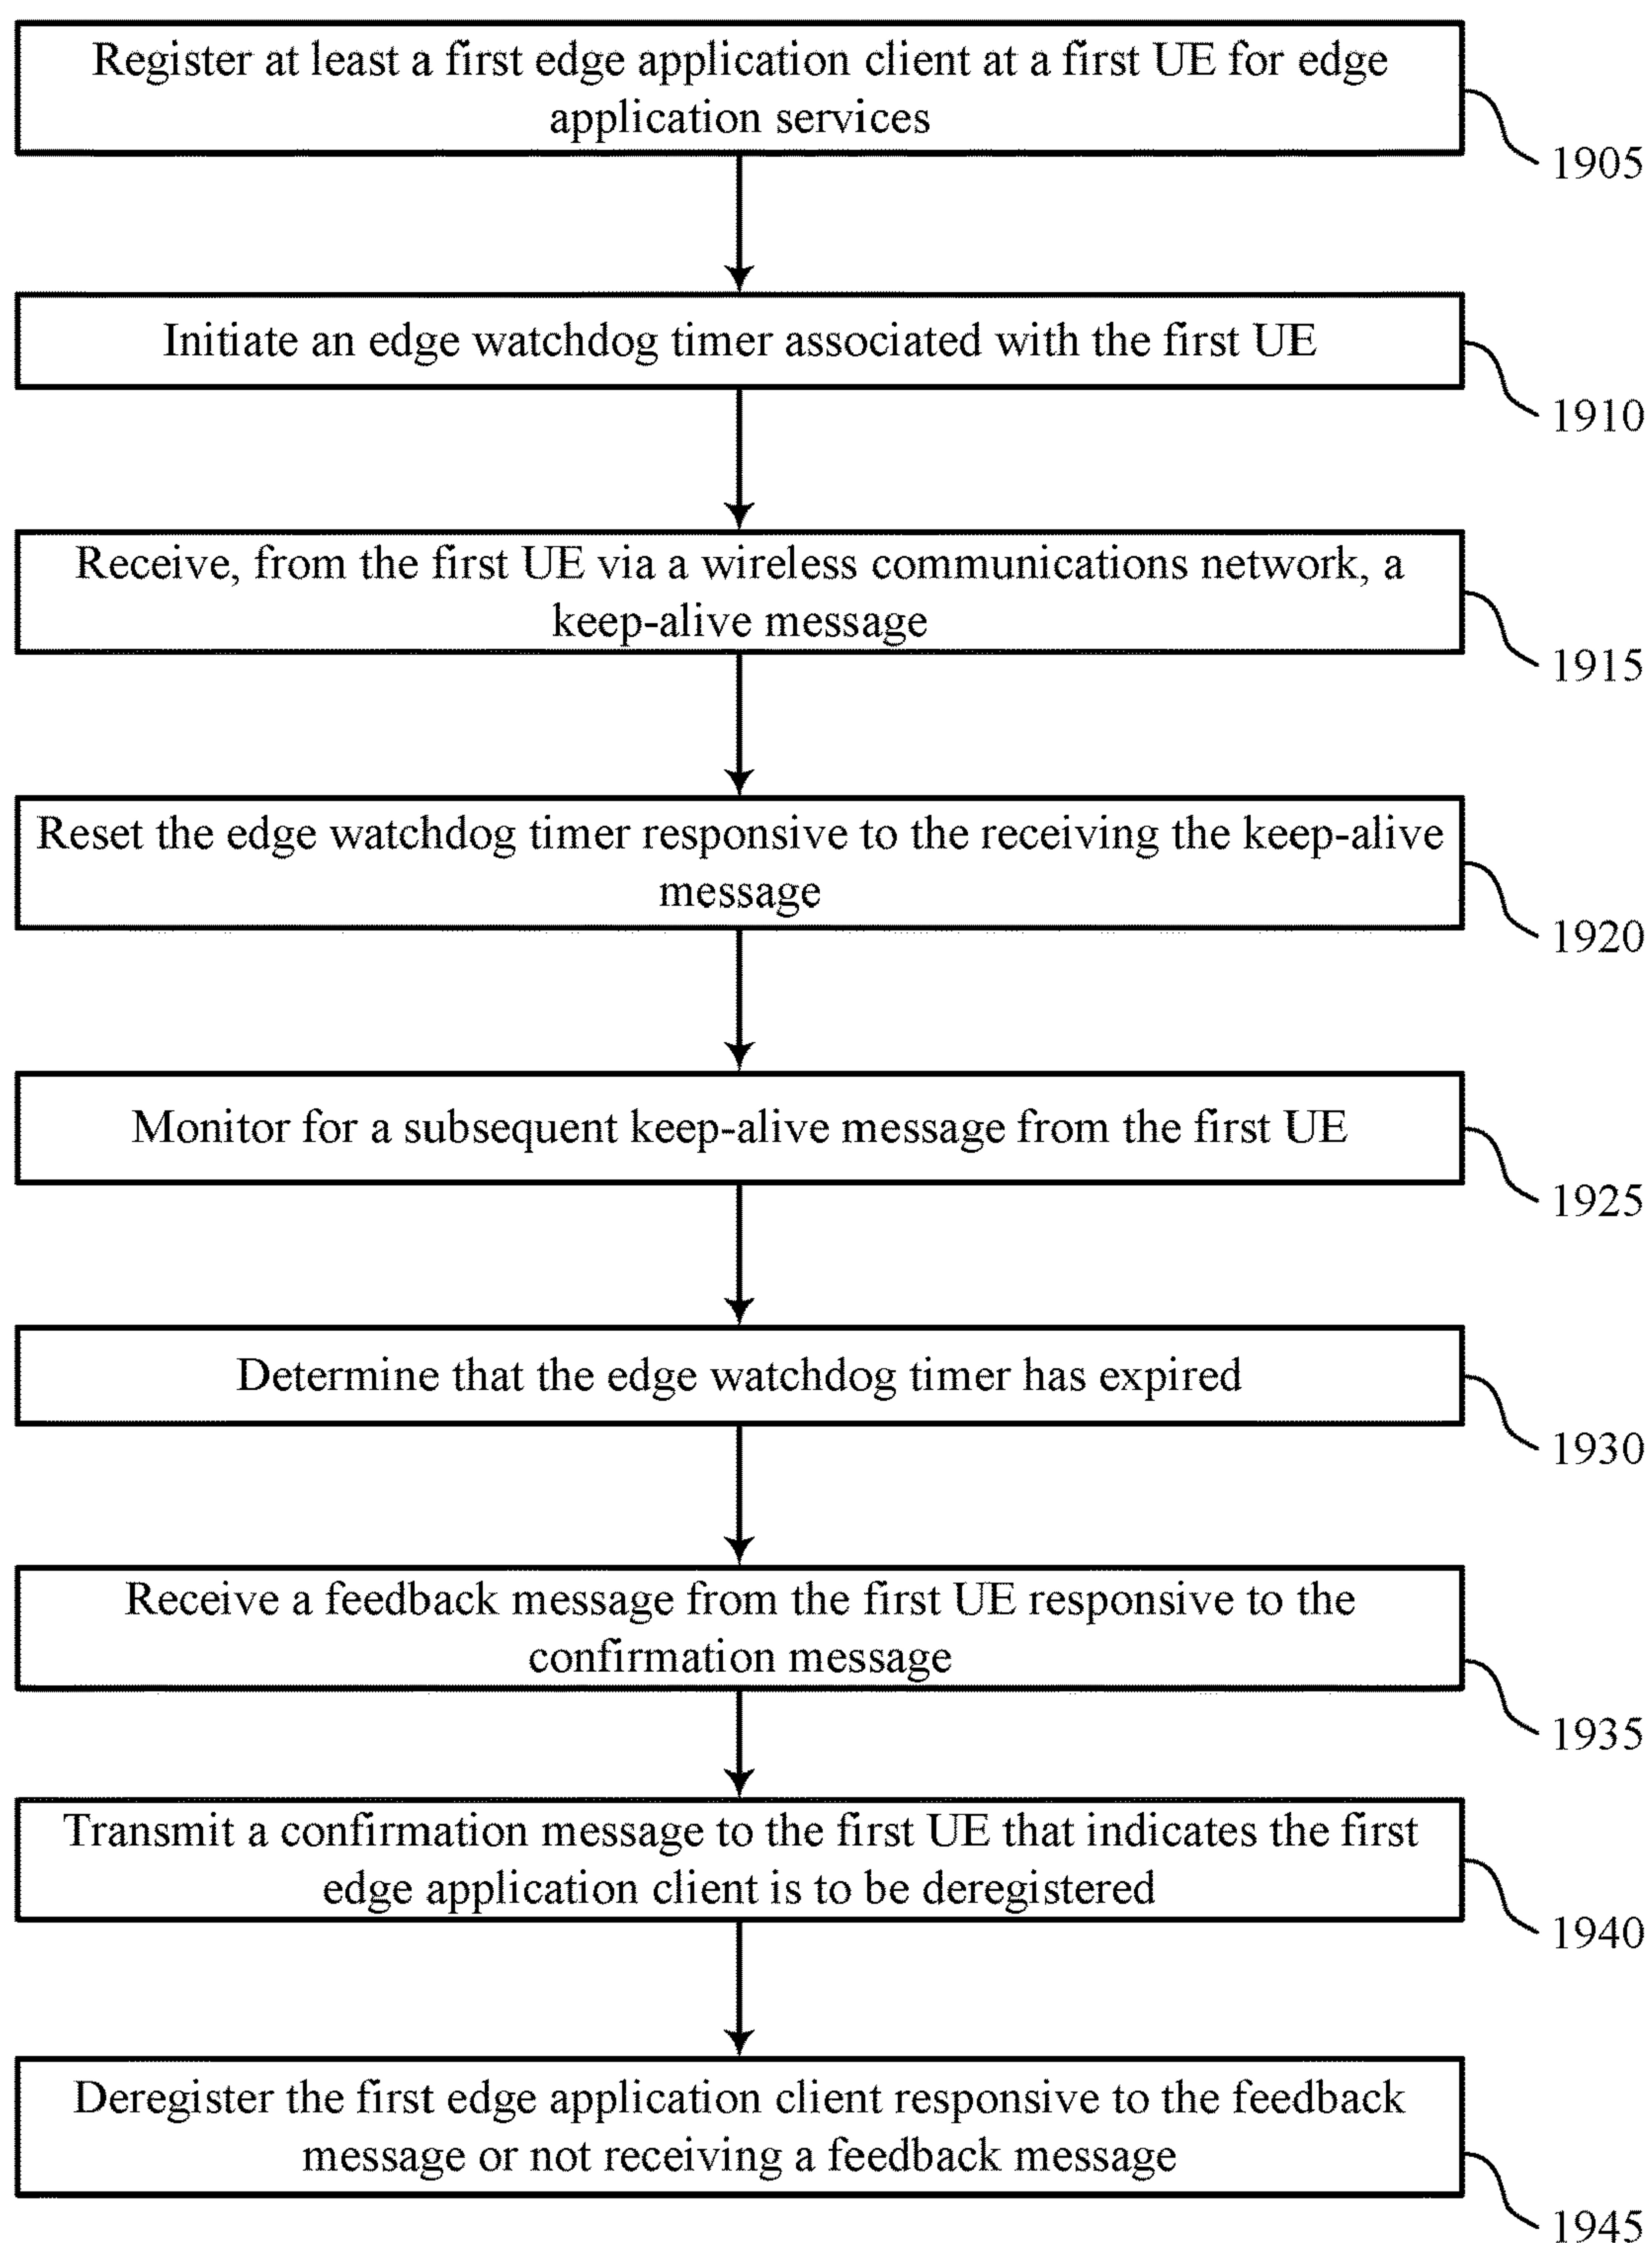 Register at least a first edge application client at a first UE for edge
application services
1905
Initiate an edge watchdog timer associated with the first UE
1910
Receive, from the first UE via a wireless communications network, a
keep-alive message
1915
Reset the edge watchdog timer responsive to the receiving the keep-alive
message
1920
Monitor for a subsequent keep-alive message from the first UE
1925
Determine that the edge watchdog timer has expired
1930
Receive a feedback message from the first UE responsive to the
confirmation message
1935
Transmit a confirmation message to the first UE that indicates the first
edge application client is to be deregistered
1940
Deregister the first edge application client responsive to the feedback
message or not receiving a feedback message
1945